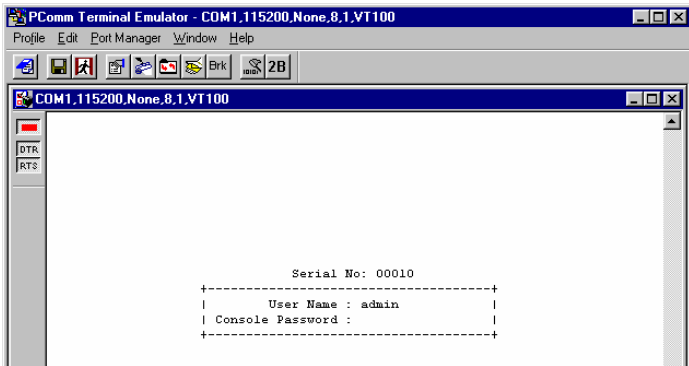 PComm Terminal Emulator - COM1,115200,None,8,1,VT100
Profile Edit Port Manager Window Help
Brk 2B
COM1,115200,None,8,1,VT100
DTR
RTS
Serial No: 00010
+---------------------------------------+
| User Name : admin |
| Console Password : |
+---------------------------------------+